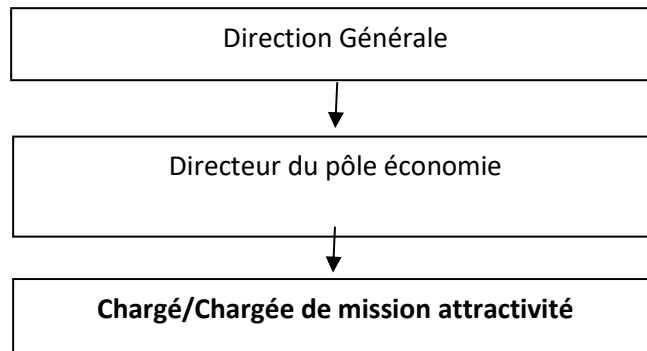 Direction Générale
Directeur du pôle économie
Chargé/Chargée de mission attractivité